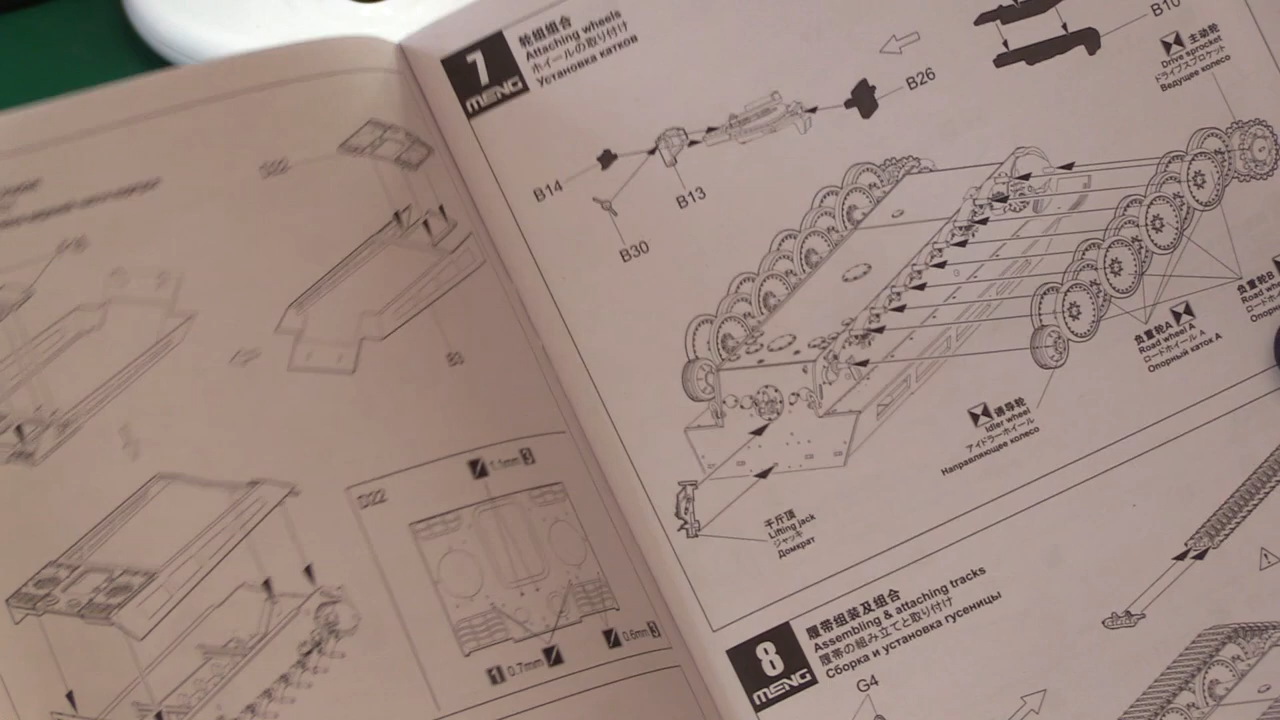 7
MENG
轮组组合
Attaching wheels
ホイールの取り付け
Установка катков
B10
B26
B14
B13
B30
主动轮
Drive sprocket
ドライブスプロケット
Ведущее колесо
负重轮B
Road
负重轮A
Road wheel A
ロードホイール A
Опорный каток A
诱导轮
Idler wheel
アイドラーホイール
Направляющее колесо
千斤顶
Lifting jack
ジャッキ
Домкрат
D22
1.1mm 3
0.6mm 3
1 0.7mm
8
MENG
履带组装及组合
Assembling & attaching tracks
履帯の組み立てと取り付け
Сборка и установка гусеницы
G4